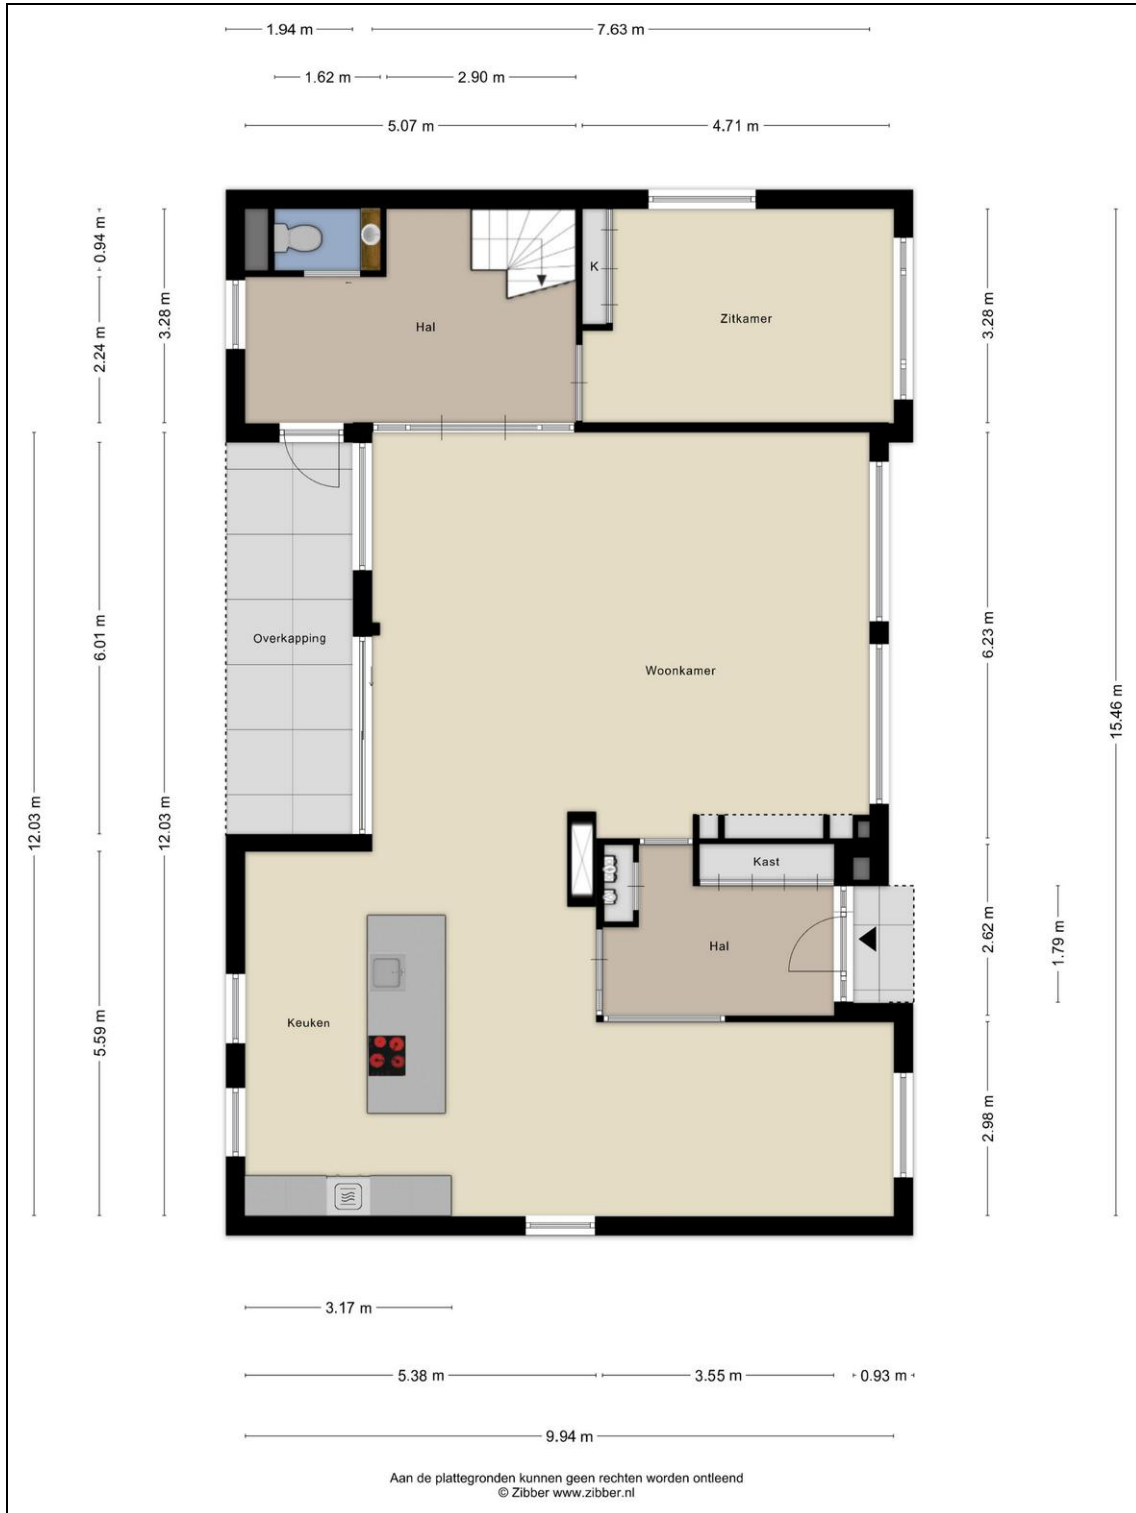 1.94 m
7.63 m
1.62 m
2.90 m
5.07 m
4.71 m
0.94 m
2.24 m
3.28 m
3.28 m
K
Hal
Zitkamer
Overkapping
Woonkamer
6.01 m
6.23 m
15.46 m
12.03 m
12.03 m
Kast
Hal
Keuken
5.59 m
2.62 m
1.79 m
2.98 m
3.17 m
5.38 m
3.55 m
0.93 m
9.94 m
Aan de plattegronden kunnen geen rechten worden ontleend
© Zibber www.zibber.nl